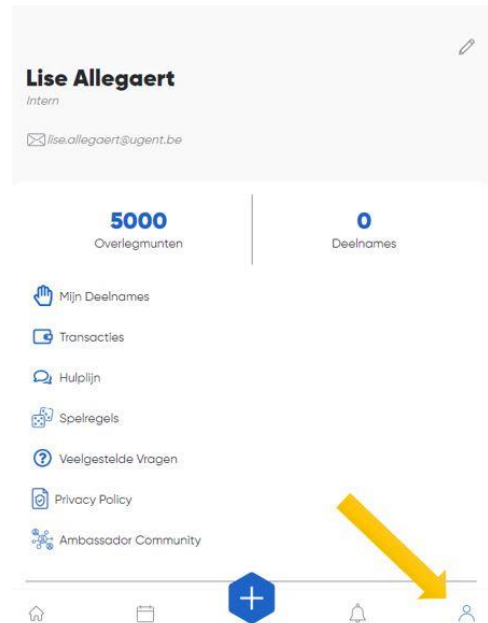 Lise Allegaert
Intern
lise.allegaert@ugent.be
5000
Overlegmunten
0
Deelnames
Mijn Deelnames
Transacties
Hulplijn
Spelregels
Veelgestelde Vragen
Privacy Policy
Ambassador Community